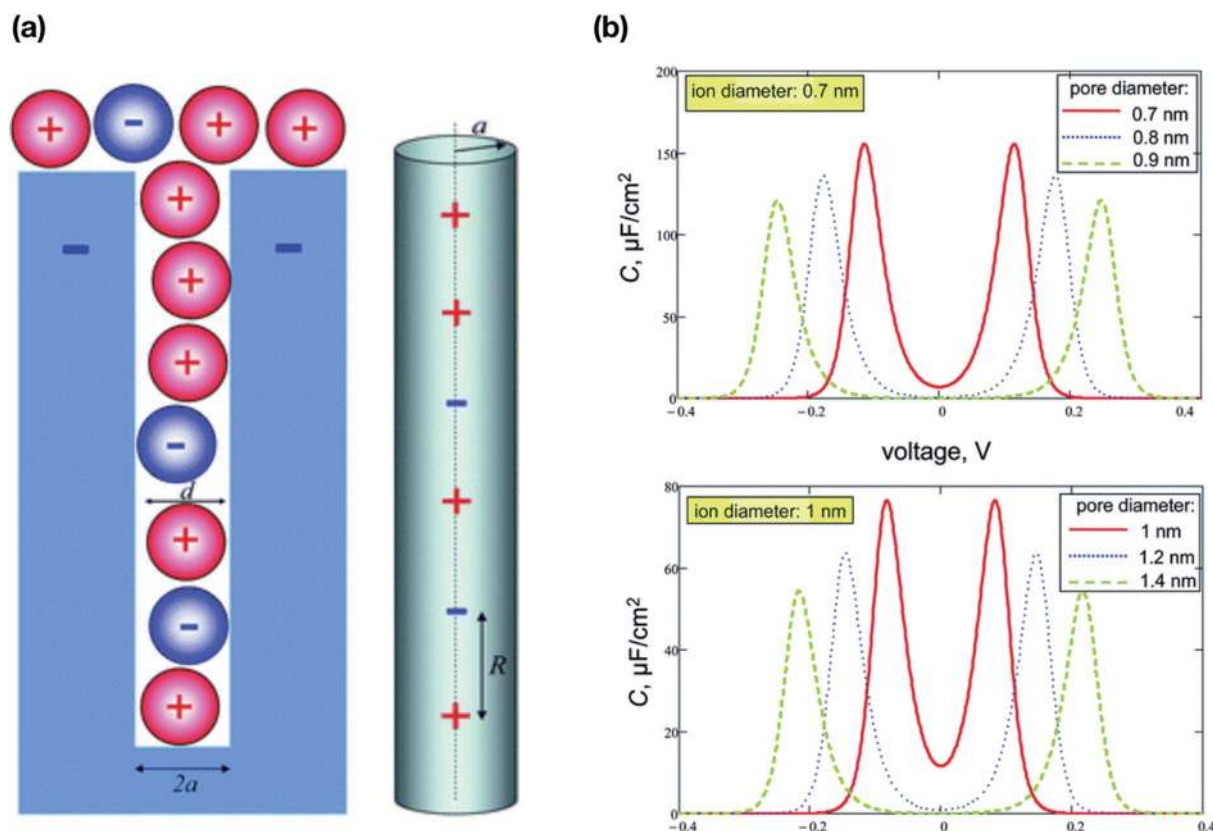 (a)
+ - + +
+
- -
+
+
-
d
+
-
+
2a
a
+
+
-
+
-
R
+
(b)
200
150
100
50
0
C, μF/cm²
ion diameter: 0.7 nm
pore diameter:
0.7 nm
0.8 nm
0.9 nm
−0.4 −0.2 0 0.2 0.4
voltage, V
80
60
40
20
0
C, μF/cm²
ion diameter: 1 nm
pore diameter:
1 nm
1.2 nm
1.4 nm
−0.4 −0.2 0 0.2 0.4